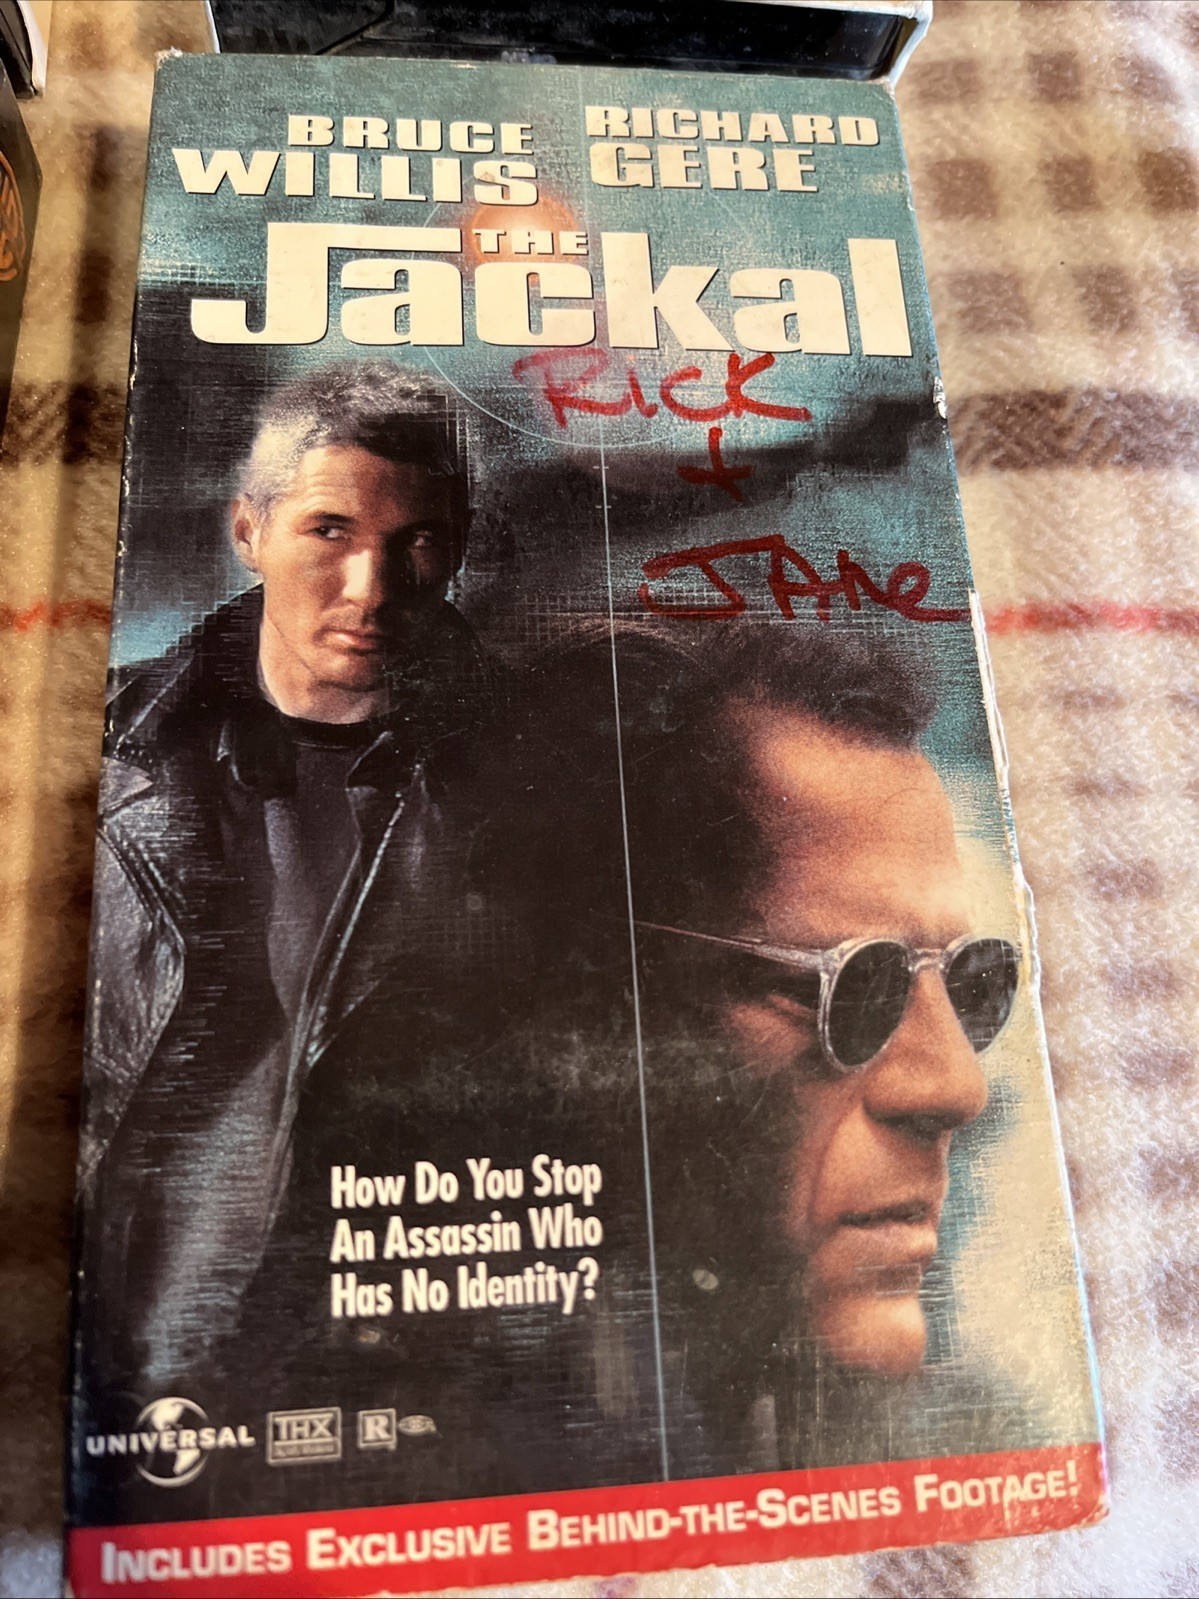 BRUCE WILLIS
RICHARD GERE
THE
Jackal
RICK
+
JANe
How Do You Stop
An Assassin Who
Has No Identity?
UNIVERSAL
THX
R
INCLUDES EXCLUSIVE BEHIND-THE-SCENES FOOTAGE!